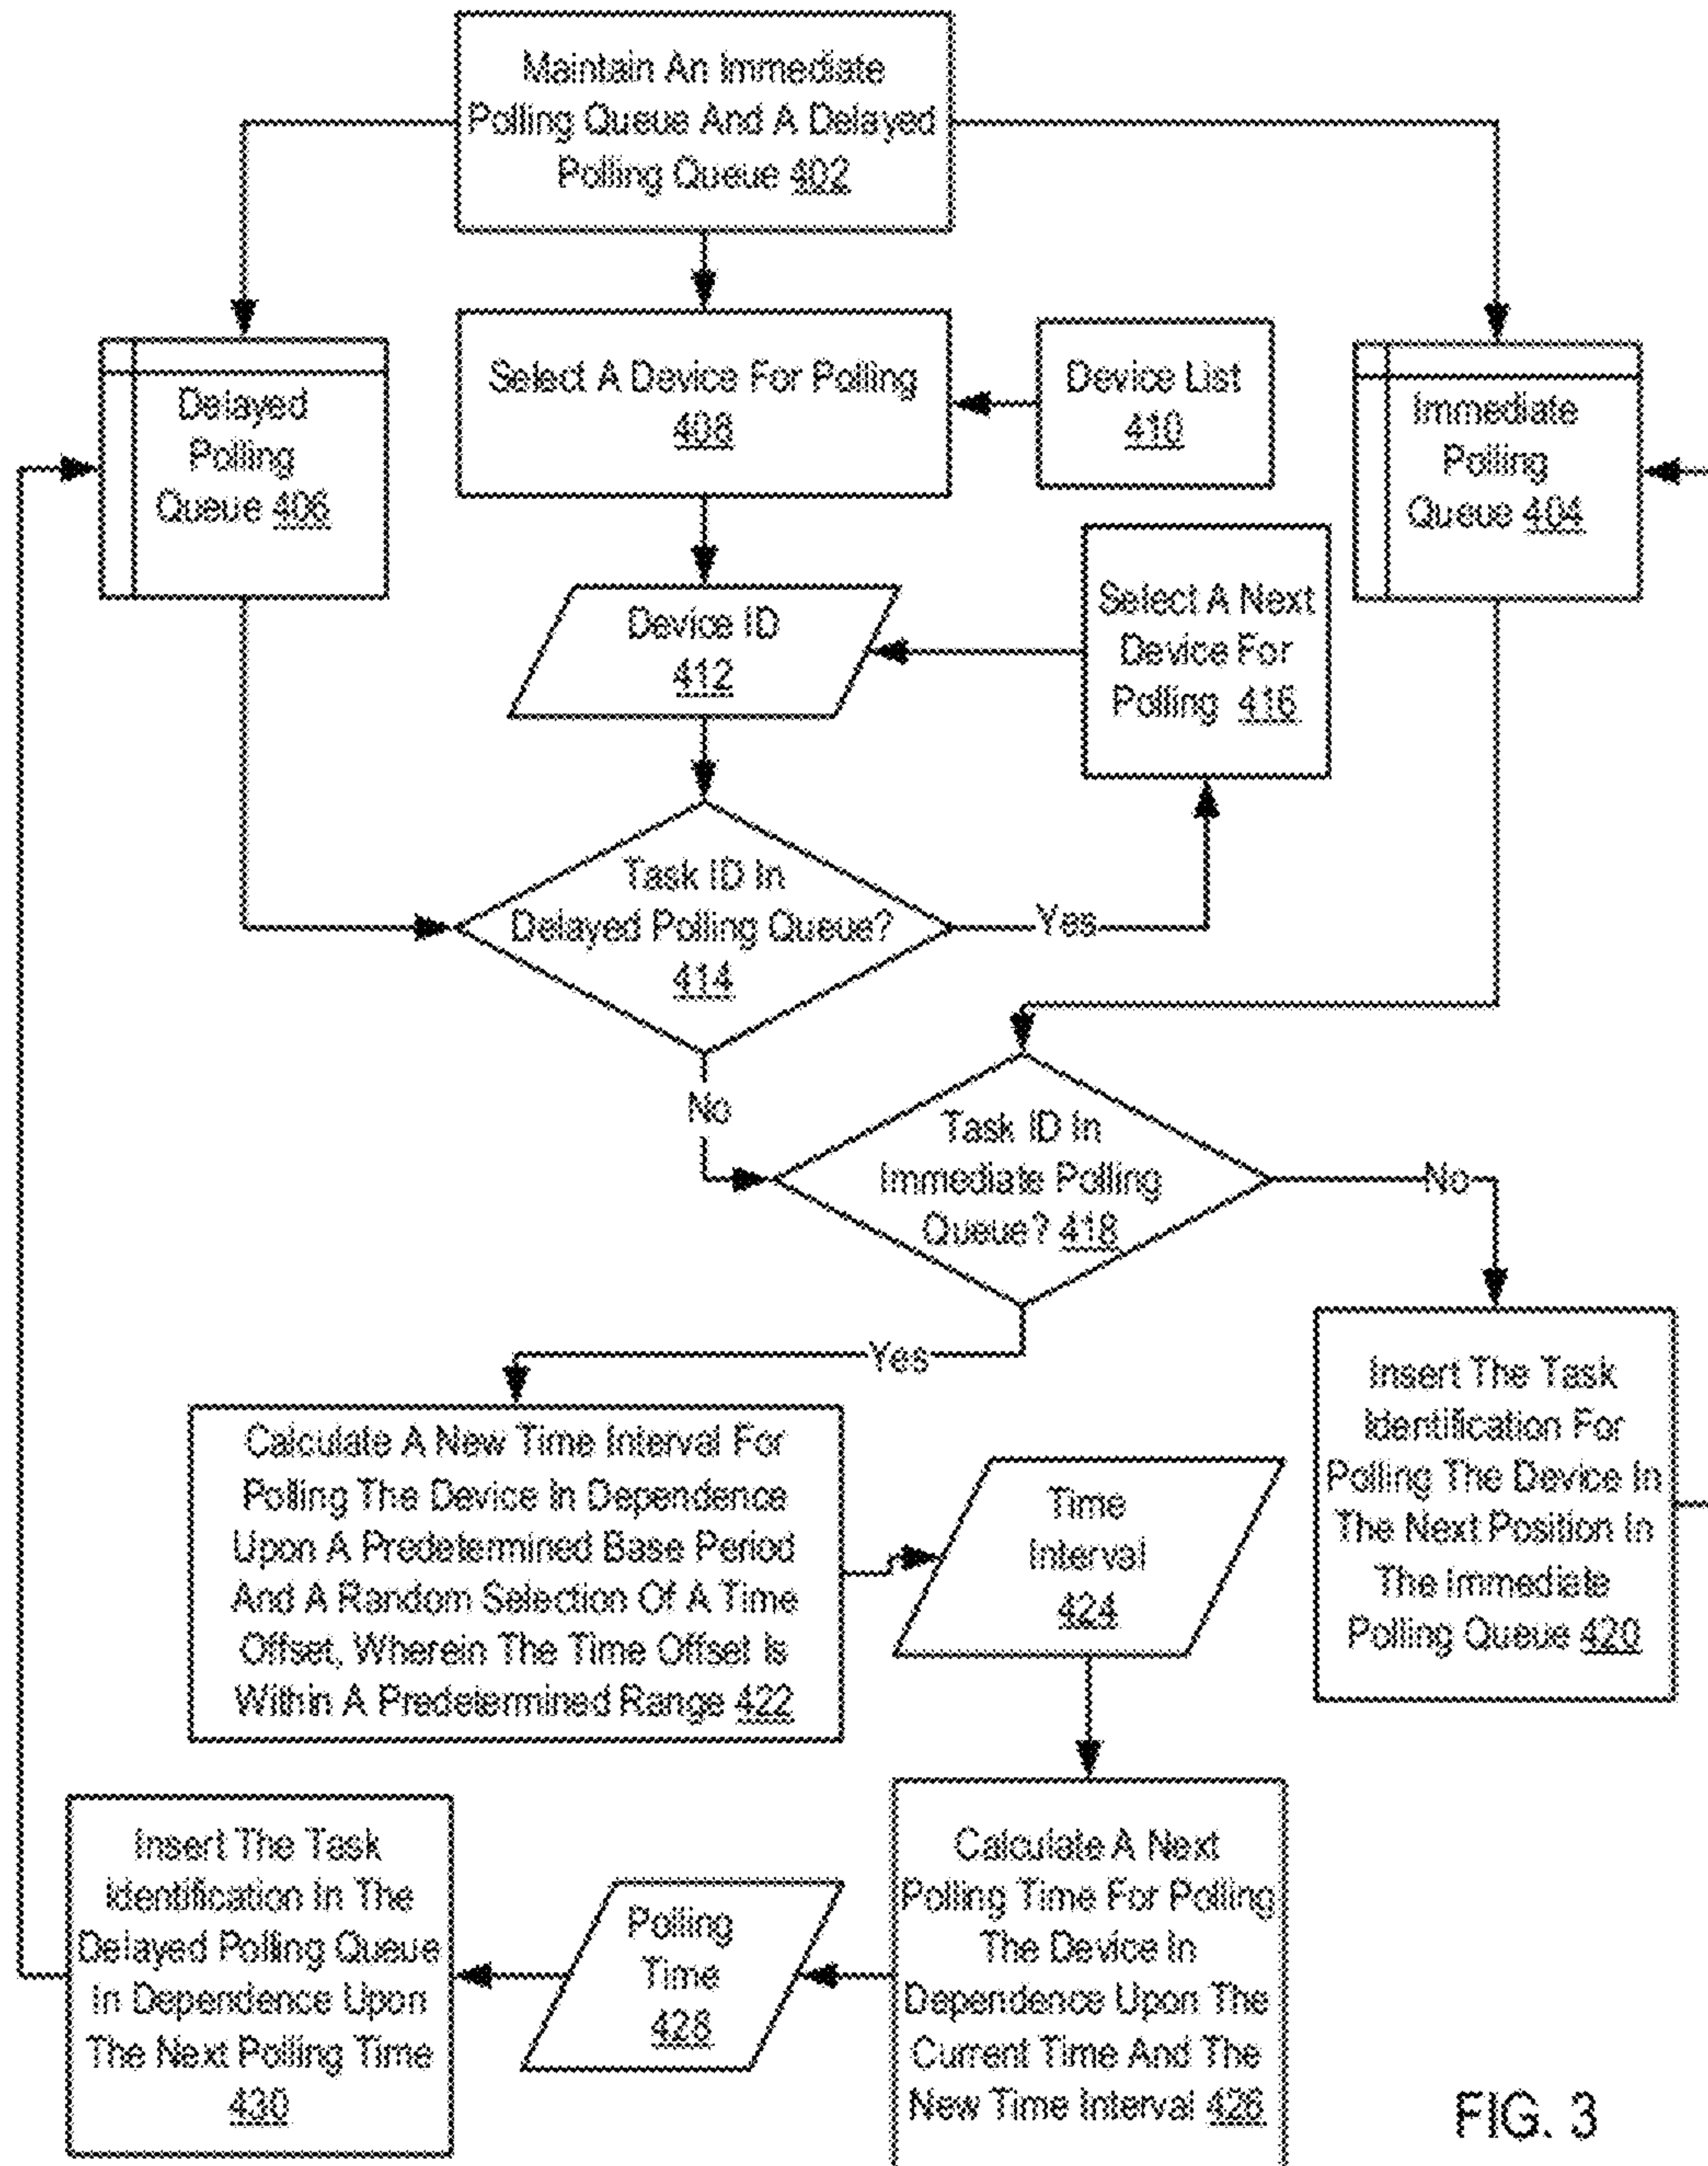 Maintain An Immediate
Polling Queue And A Delayed
Polling Queue 402
Select A Device For Polling
408
Device List
410
Delayed
Polling
Queue 406
Immediate
Polling
Queue 404
Device ID
412
Select A Next
Device For
Polling 416
Task ID In
Delayed Polling Queue?
414
Yes
No
Task ID In
Immediate Polling
Queue? 418
No
Yes
Calculate A New Time Interval For
Polling The Device In Dependence
Upon A Predetermined Base Period
And A Random Selection Of A Time
Offset, Wherein The Time Offset Is
Within A Predetermined Range 422
Time
Interval
424
Insert The Task
Identification For
Polling The Device In
The Next Position In
The Immediate
Polling Queue 420
Insert The Task
Identification In The
Delayed Polling Queue
In Dependence Upon
The Next Polling Time
430
Polling
Time
428
Calculate A Next
Polling Time For Polling
The Device In
Dependence Upon The
Current Time And The
New Time Interval 426
FIG. 3